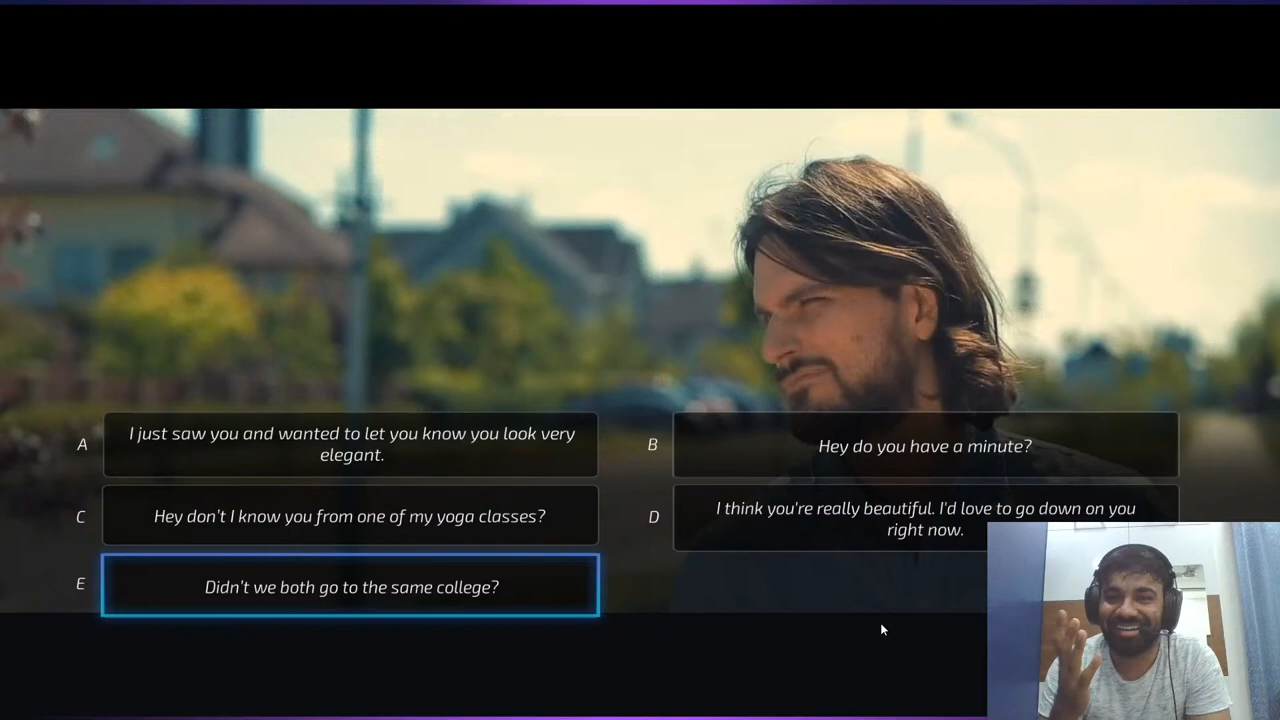 A
I just saw you and wanted to let you know you look very
elegant.
B
Hey do you have a minute?
C
Hey don't I know you from one of my yoga classes?
D
I think you're really beautiful. I'd love to go down on you
right now.
E
Didn't we both go to the same college?